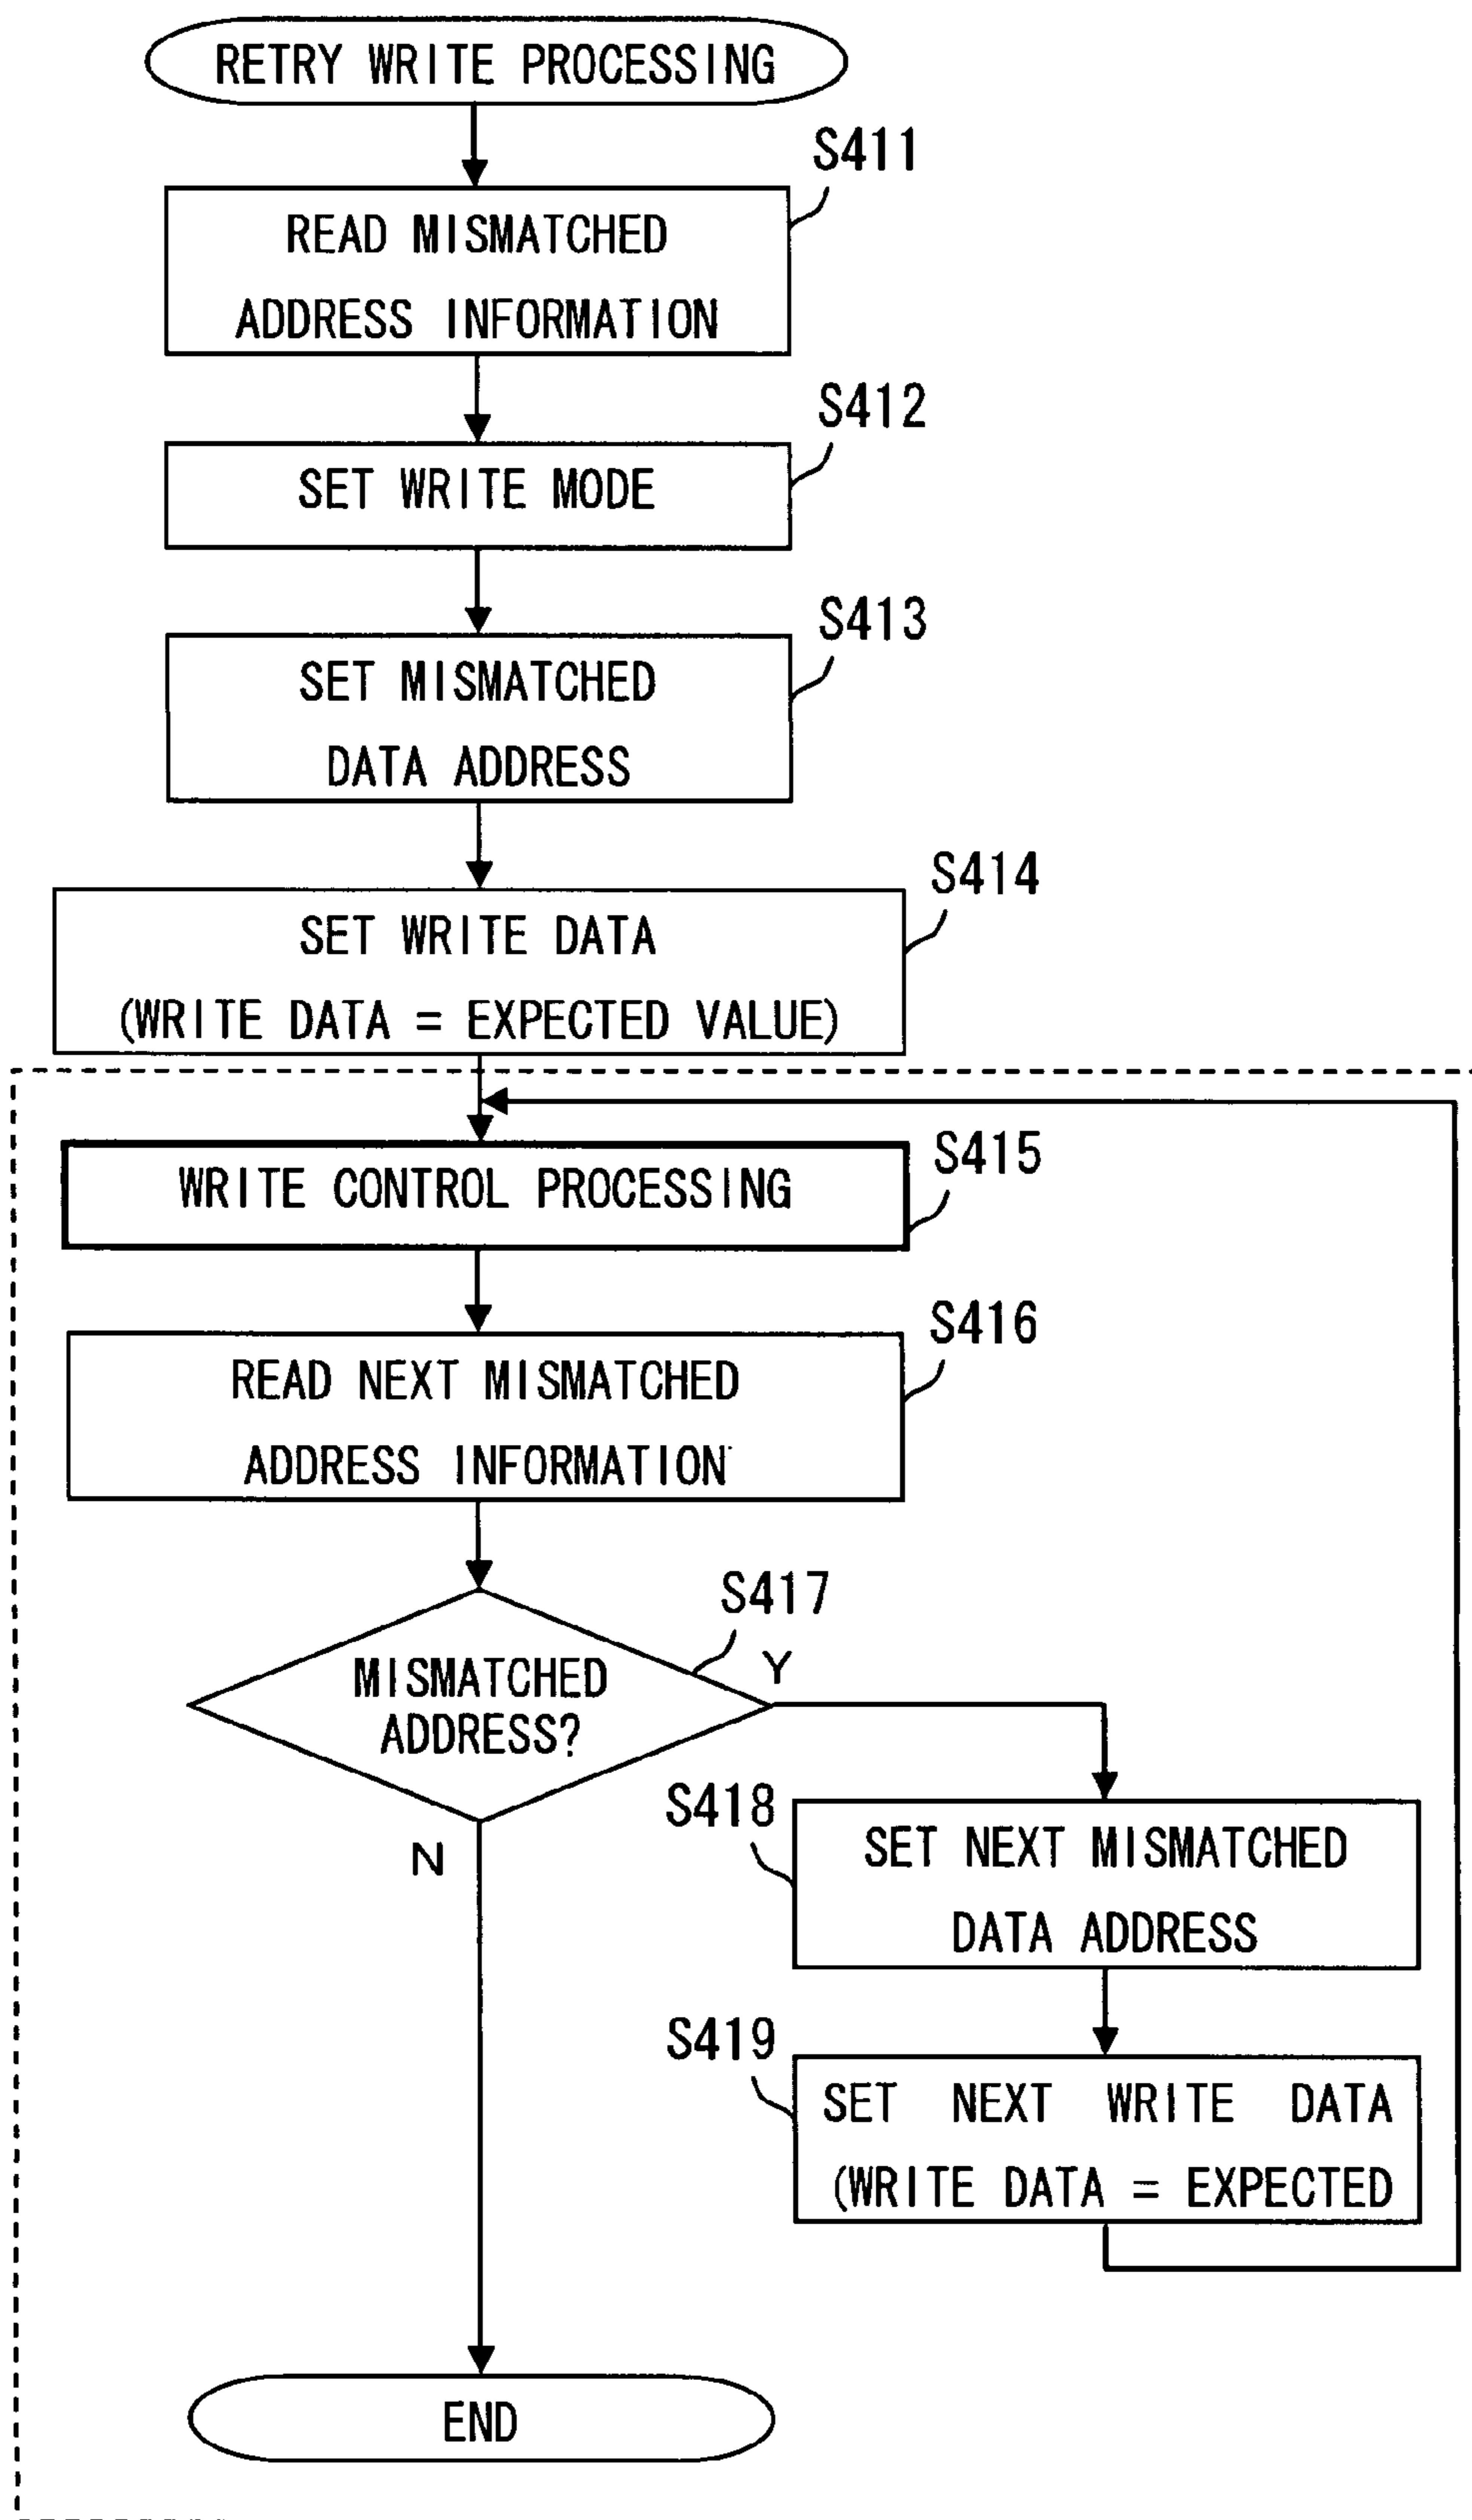 RETRY WRITE PROCESSING
S411
READ MISMATCHED
ADDRESS INFORMATION
S412
SET WRITE MODE
S413
SET MISMATCHED
DATA ADDRESS
S414
SET WRITE DATA
(WRITE DATA = EXPECTED VALUE)
S415
WRITE CONTROL PROCESSING
S416
READ NEXT MISMATCHED
ADDRESS INFORMATION
S417
MISMATCHED
ADDRESS?
Y
N
S418
SET NEXT MISMATCHED
DATA ADDRESS
S419
SET NEXT WRITE DATA
(WRITE DATA = EXPECTED
END